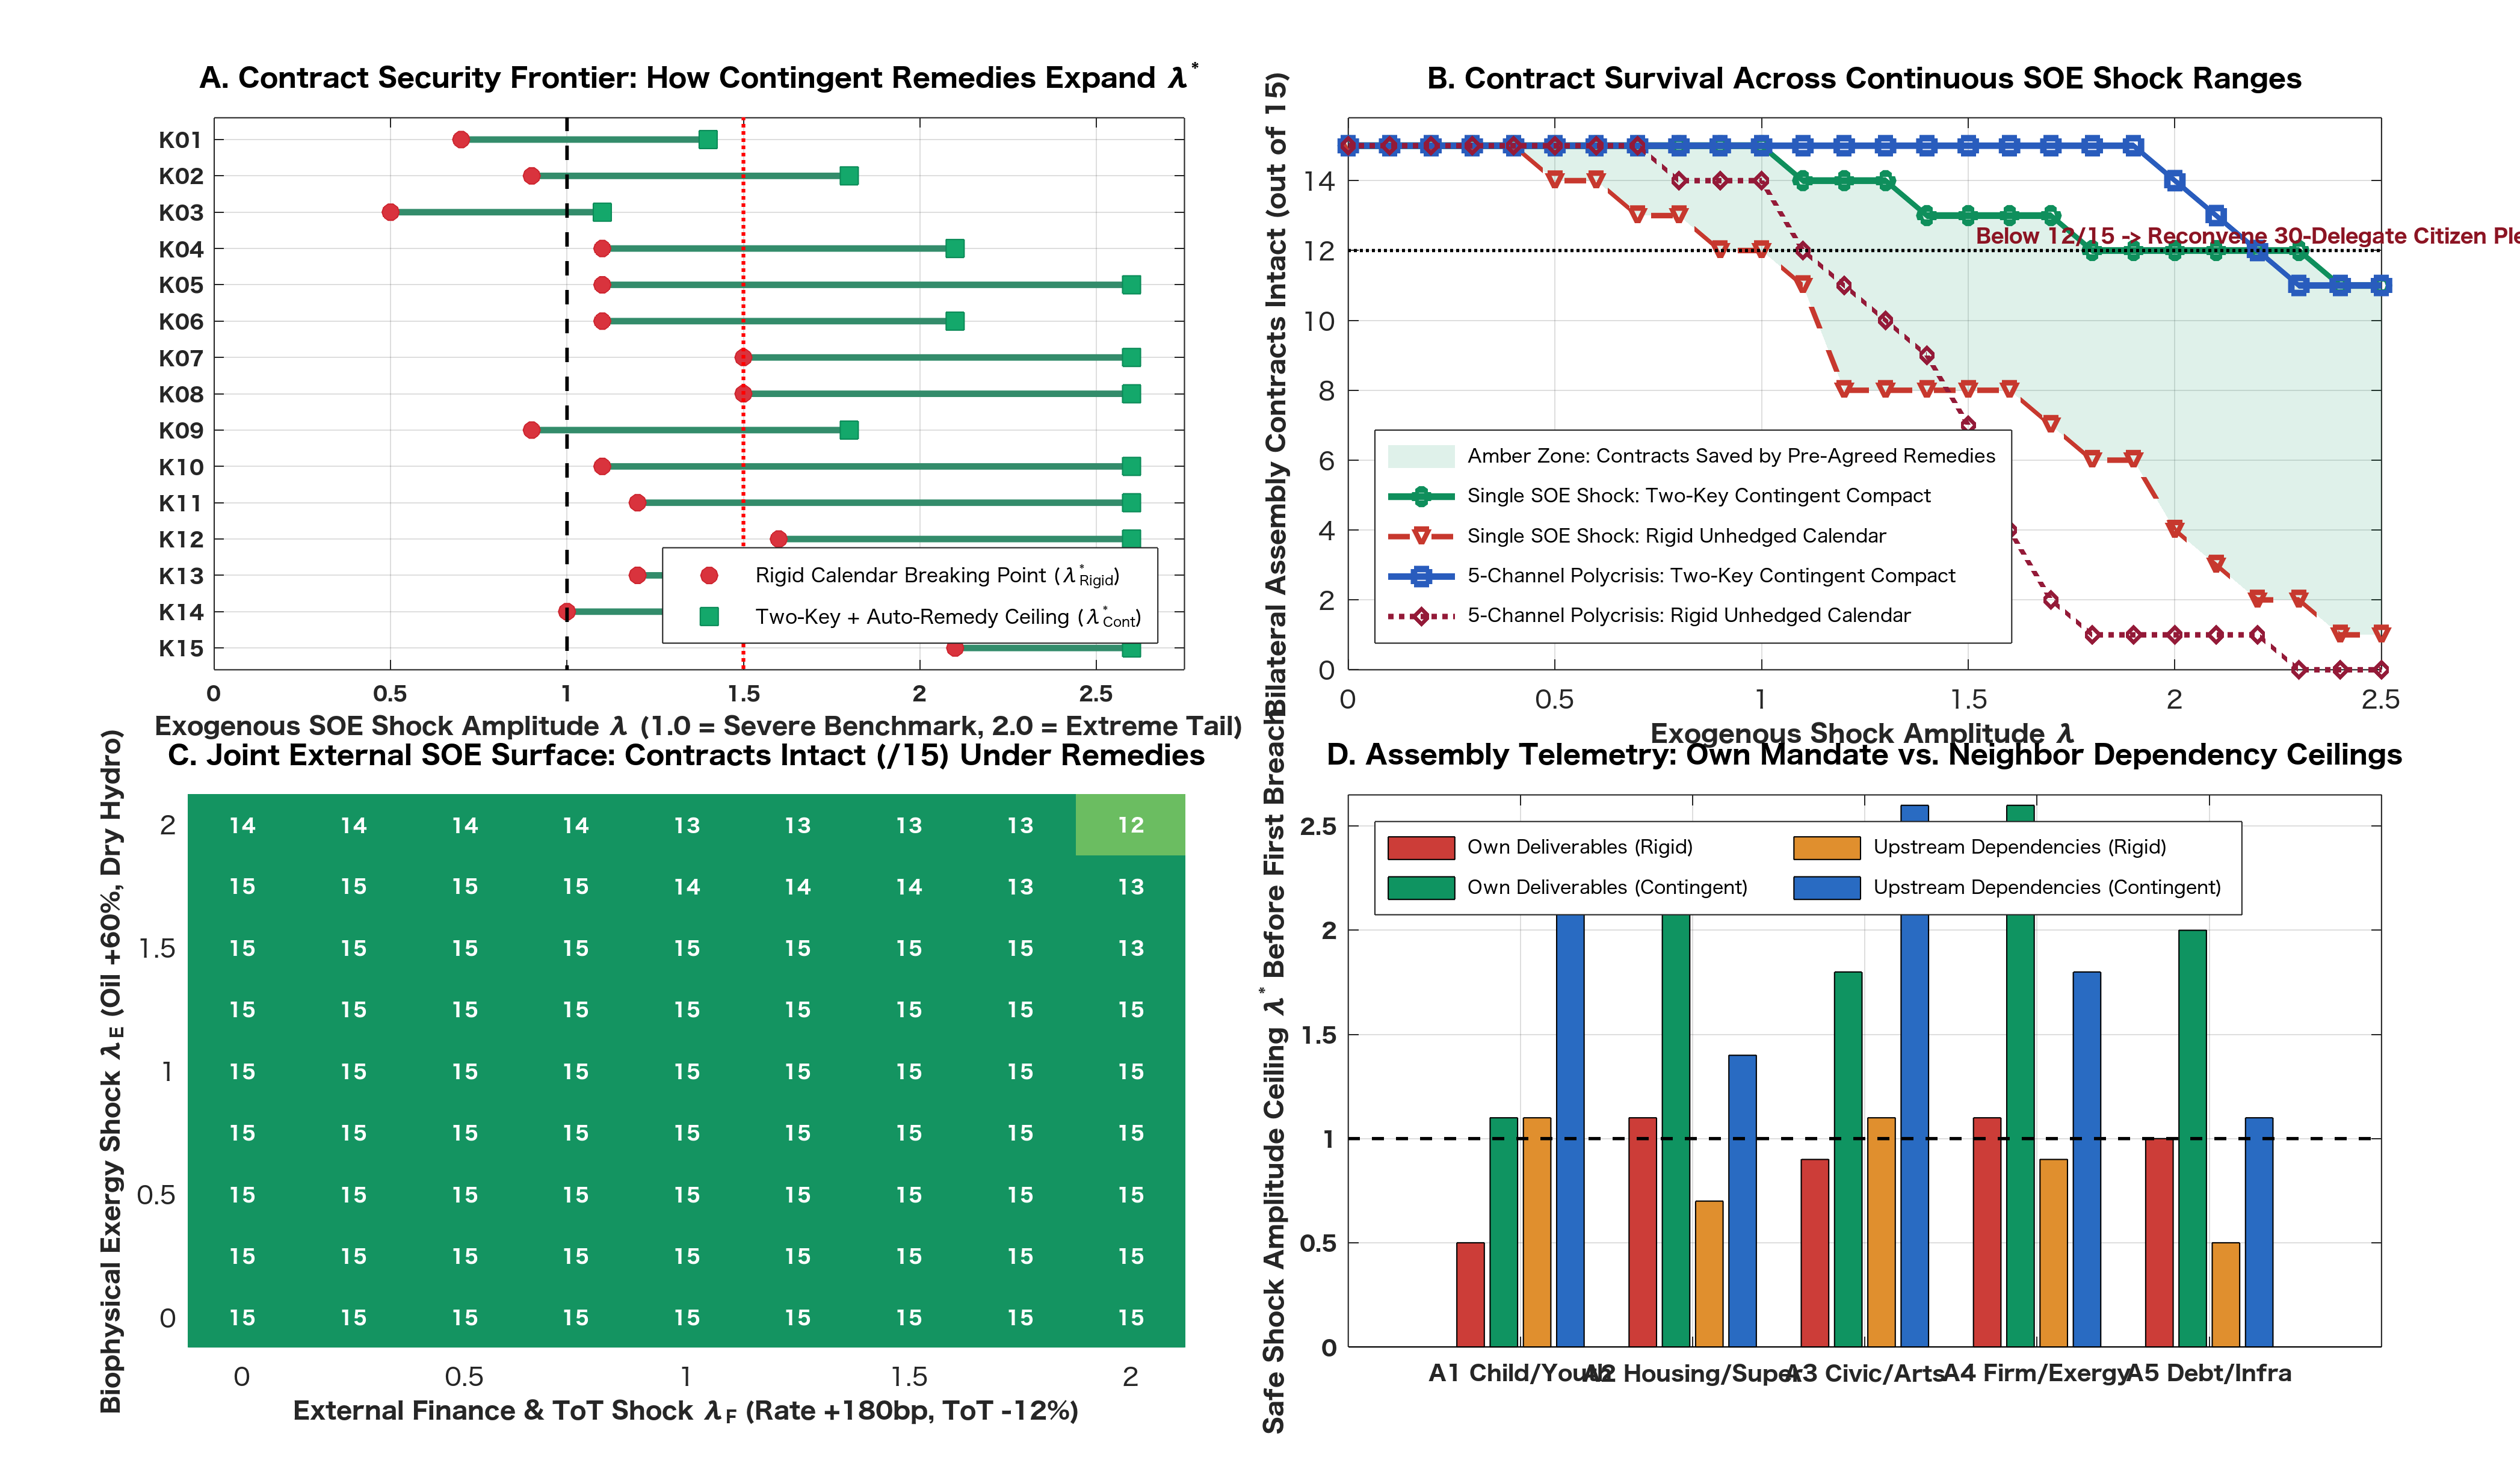 A. Contract Security Frontier: How Contingent Remedies Expand λ*
K01
K02
K03
K04
K05
K06
K07
K08
K09
K10
K11
K12
K13
K14
K15
Rigid Calendar Breaking Point (λ*Rigid)
Two-Key + Auto-Remedy Ceiling (λ*Cont)
0 0.5 1 1.5 2 2.5
Exogenous SOE Shock Amplitude λ (1.0 = Severe Benchmark, 2.0 = Extreme Tail)
B. Contract Survival Across Continuous SOE Shock Ranges
Bilateral Assembly Contracts Intact (out of 15)
14
12
10
8
6
4
2
0
Below 12/15 -> Reconvene 30-Delegate Citizen Ple
Amber Zone: Contracts Saved by Pre-Agreed Remedies
Single SOE Shock: Two-Key Contingent Compact
Single SOE Shock: Rigid Unhedged Calendar
5-Channel Polycrisis: Two-Key Contingent Compact
5-Channel Polycrisis: Rigid Unhedged Calendar
0 0.5 1 1.5 2 2.5
Exogenous Shock Amplitude λ
C. Joint External SOE Surface: Contracts Intact (/15) Under Remedies
Biophysical Exergy Shock λE (Oil +60%, Dry Hydro)
2 14 14 14 14 13 13 13 13 12
15 15 15 15 14 14 14 13 13
1.5 15 15 15 15 15 15 15 15 13
15 15 15 15 15 15 15 15 15
1 15 15 15 15 15 15 15 15 15
15 15 15 15 15 15 15 15 15
0.5 15 15 15 15 15 15 15 15 15
15 15 15 15 15 15 15 15 15
0 15 15 15 15 15 15 15 15 15
0 0.5 1 1.5 2
External Finance & ToT Shock λF (Rate +180bp, ToT -12%)
D. Assembly Telemetry: Own Mandate vs. Neighbor Dependency Ceilings
Safe Shock Amplitude Ceiling λ* Before First Breach
2.5
2
1.5
1
0.5
0
Own Deliverables (Rigid)
Own Deliverables (Contingent)
Upstream Dependencies (Rigid)
Upstream Dependencies (Contingent)
A1 Child/Youth
A2 Housing/Super
A3 Civic/Arts
A4 Firm/Exergy
A5 Debt/Infra